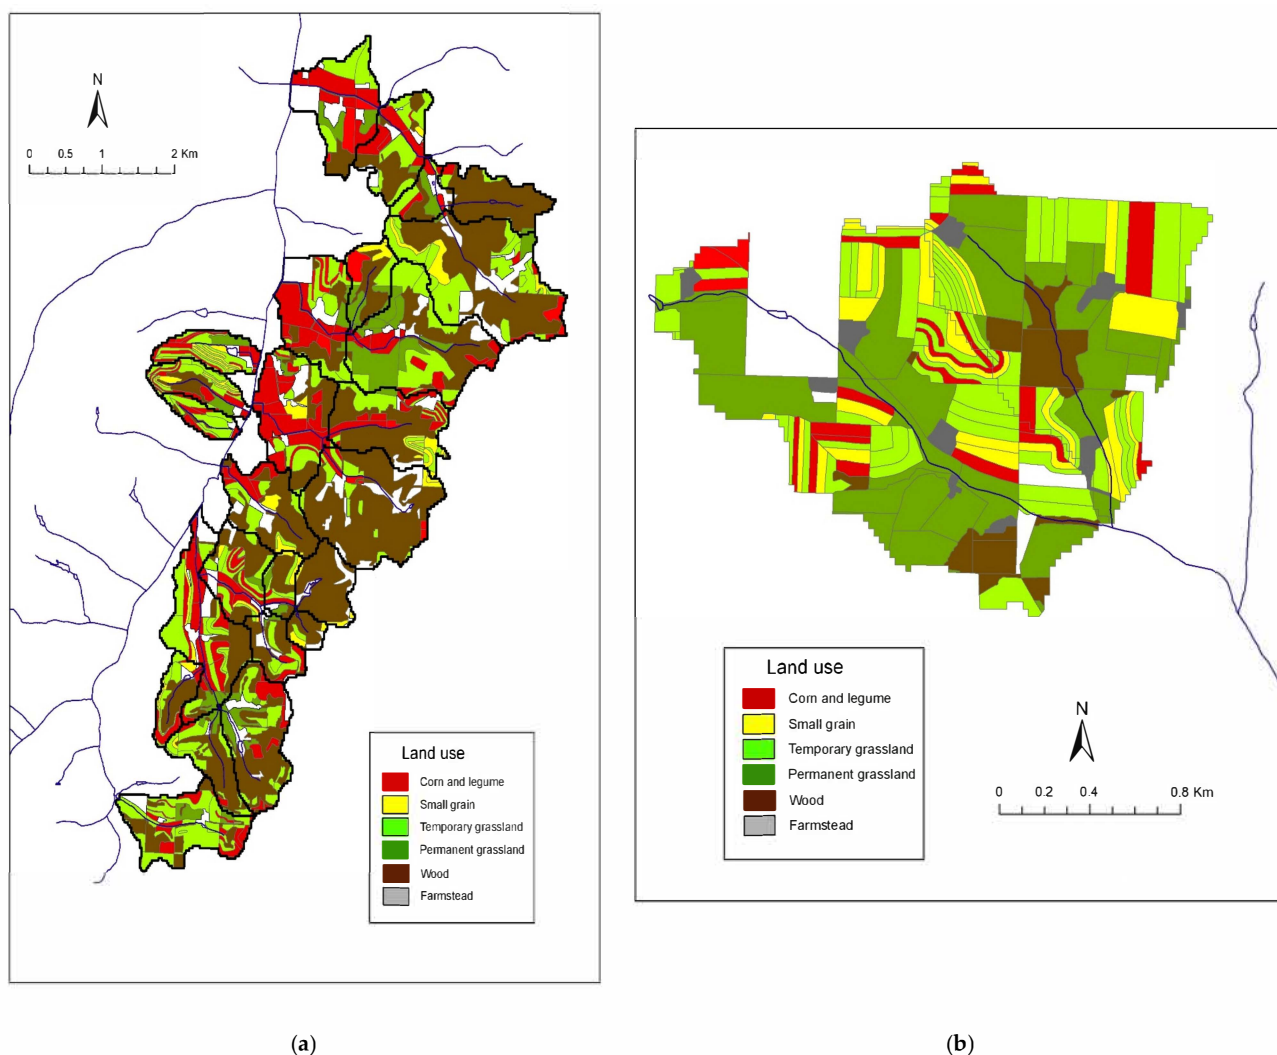 N
0 0.5 1 2 Km
Land use
Corn and legume
Small grain
Temporary grassland
Permanent grassland
Wood
Farmstead
(a)
Land use
Corn and legume
Small grain
Temporary grassland
Permanent grassland
Wood
Farmstead
N
0 0.2 0.4 0.8 Km
(b)